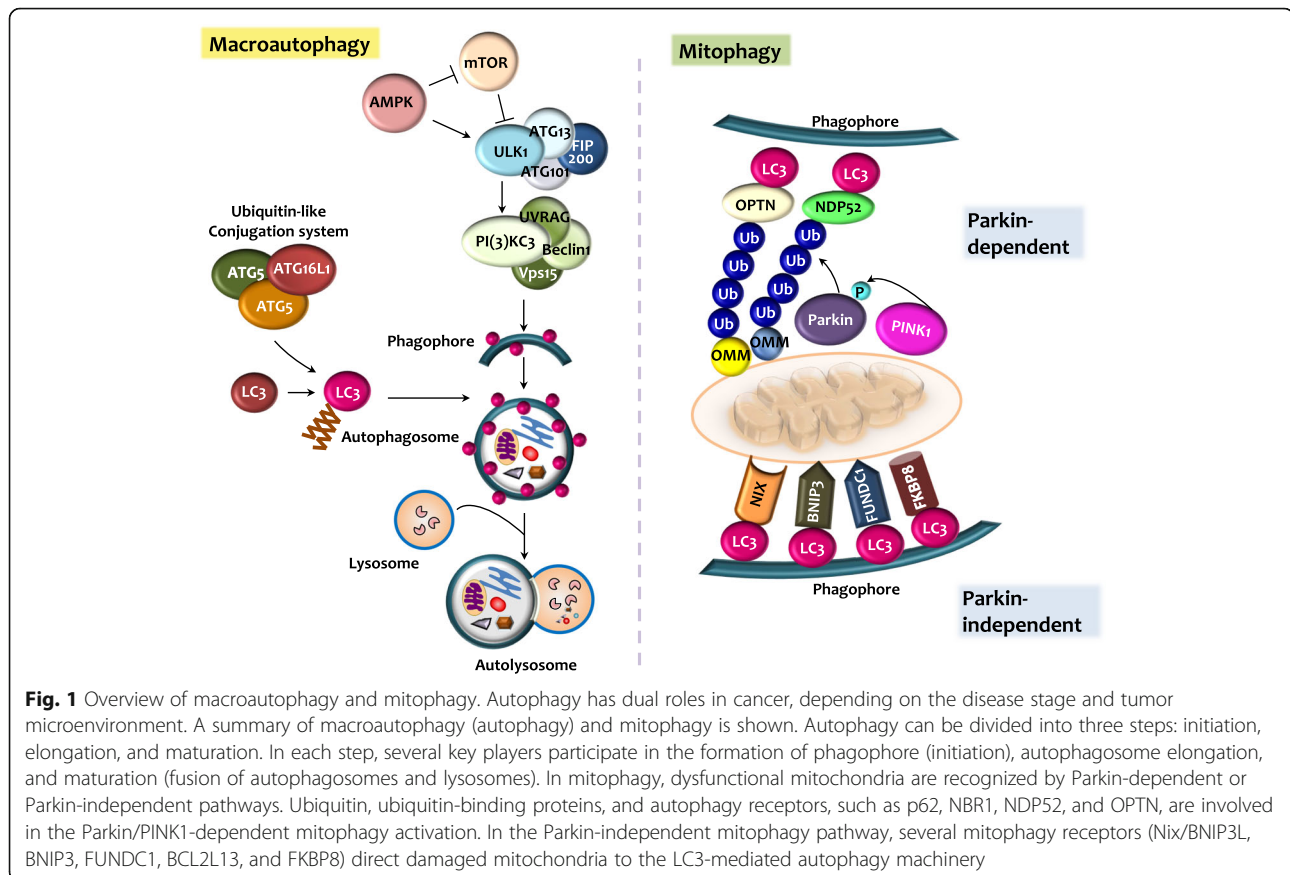 Macroautophagy
mTOR
AMPK
ATG13
ULK1
FIP
200
ATG101
UVRAG
PI(3)KC3
Beclin1
Vps15
Ubiquitin-like
Conjugation system
ATG5
ATG16L1
ATG5
Phagophore
LC3
LC3
Autophagosome
Lysosome
Autolysosome
Mitophagy
Phagophore
LC3
LC3
OPTN
NDP52
Parkin-
dependent
Ub
Ub
Ub
Ub
Ub
Ub
Ub
Ub
P
Parkin
PINK1
OMM
OMM
NIX
BNIP3
FUNDC1
FKBP8
LC3
LC3
LC3
LC3
Phagophore
Parkin-
independent
Fig. 1 Overview of macroautophagy and mitophagy. Autophagy has dual roles in cancer, depending on the disease stage and tumor
microenvironment. A summary of macroautophagy (autophagy) and mitophagy is shown. Autophagy can be divided into three steps: initiation,
elongation, and maturation. In each step, several key players participate in the formation of phagophore (initiation), autophagosome elongation,
and maturation (fusion of autophagosomes and lysosomes). In mitophagy, dysfunctional mitochondria are recognized by Parkin-dependent or
Parkin-independent pathways. Ubiquitin, ubiquitin-binding proteins, and autophagy receptors, such as p62, NBR1, NDP52, and OPTN, are involved
in the Parkin/PINK1-dependent mitophagy activation. In the Parkin-independent mitophagy pathway, several mitophagy receptors (Nix/BNIP3L,
BNIP3, FUNDC1, BCL2L13, and FKBP8) direct damaged mitochondria to the LC3-mediated autophagy machinery